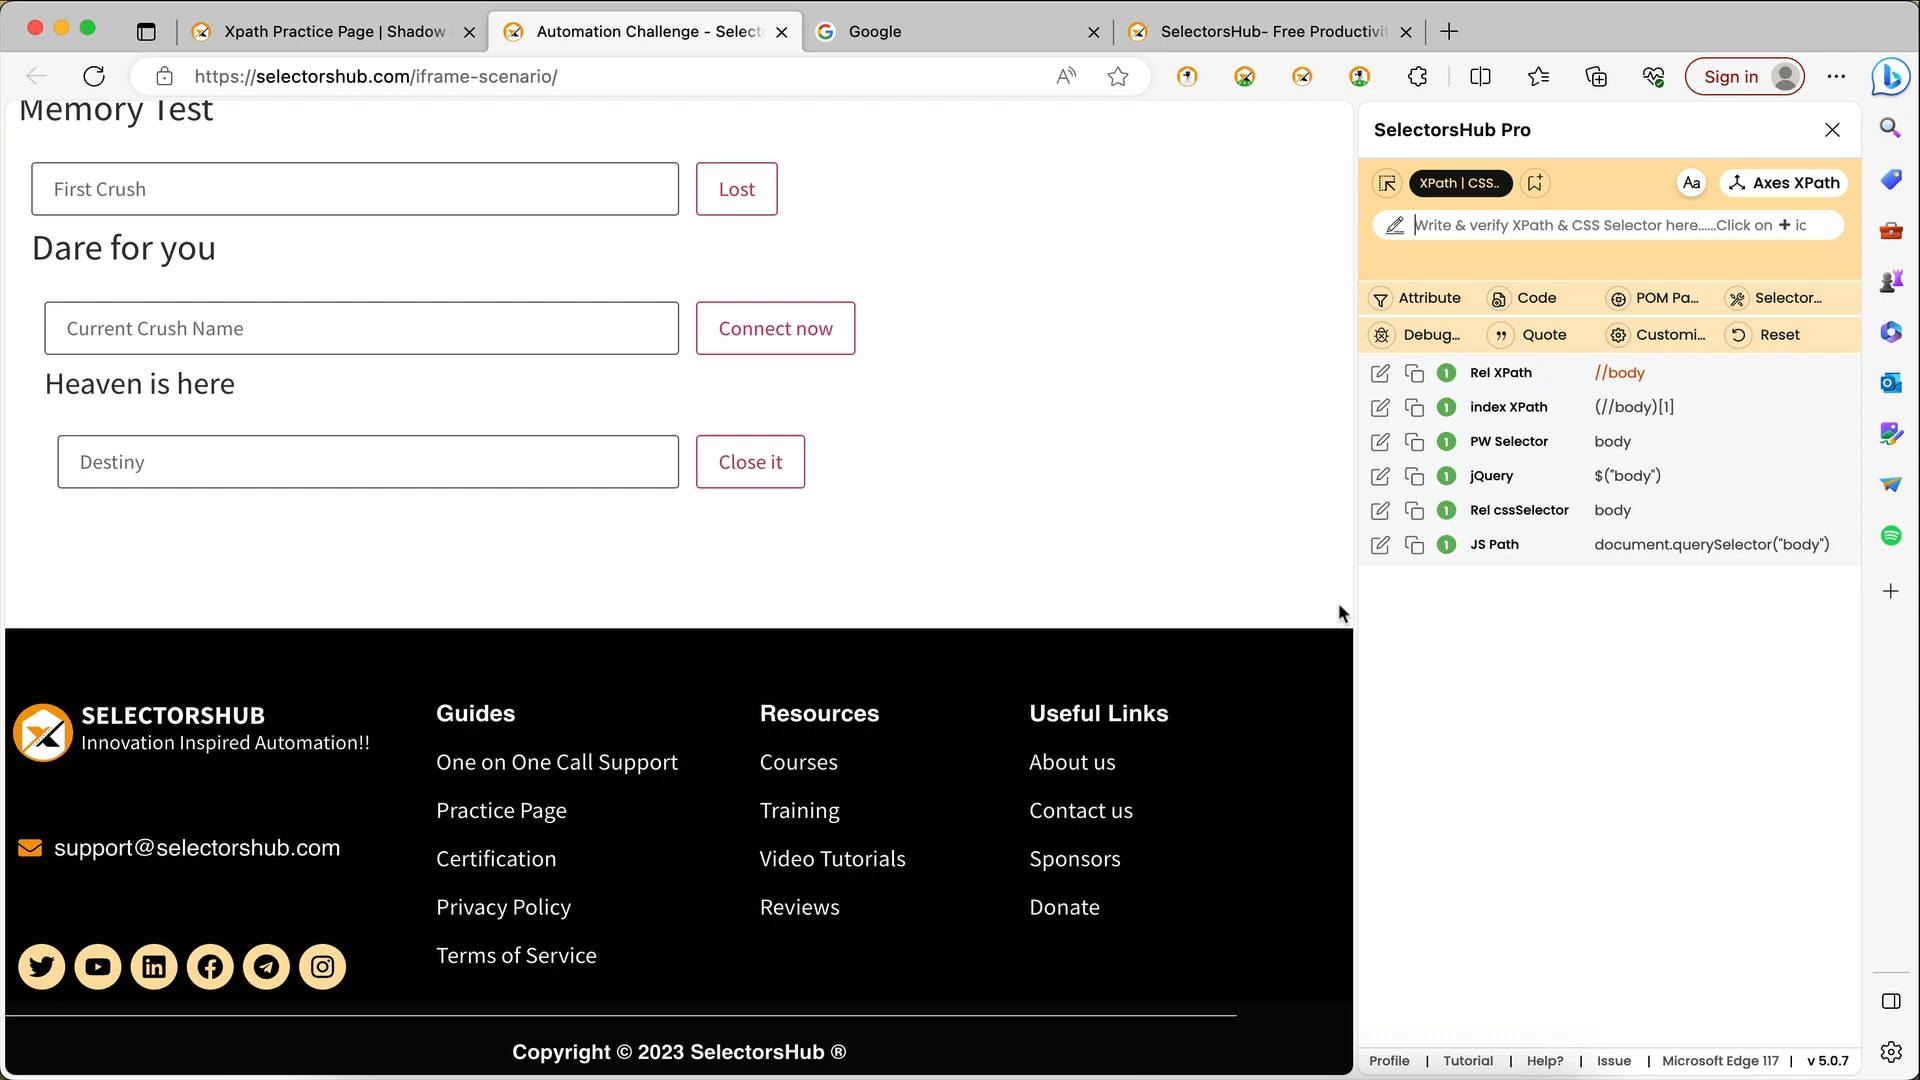 Xpath Practice Page | Shadow
Automation Challenge - Select
Google
SelectorsHub- Free Productivit
https://selectorshub.com/iframe-scenario/
Sign in
Memory Test
First Crush
Lost
Dare for you
Current Crush Name
Connect now
Heaven is here
Destiny
Close it
SELECTORSHUB
Innovation Inspired Automation!!
support@selectorshub.com
Guides
One on One Call Support
Practice Page
Certification
Privacy Policy
Terms of Service
Resources
Courses
Training
Video Tutorials
Reviews
Useful Links
About us
Contact us
Sponsors
Donate
Copyright © 2023 SelectorsHub ®
SelectorsHub Pro
XPath | CSS..
Aa
Axes XPath
Write & verify XPath & CSS Selector here......Click on + ic
Attribute
Code
POM Pa...
Selector...
Debug...
Quote
Customi...
Reset
1 Rel XPath //body
1 index XPath (//body)[1]
1 PW Selector body
1 jQuery $("body")
1 Rel cssSelector body
1 JS Path document.querySelector("body")
Profile | Tutorial | Help? | Issue | Microsoft Edge 117 | v 5.0.7